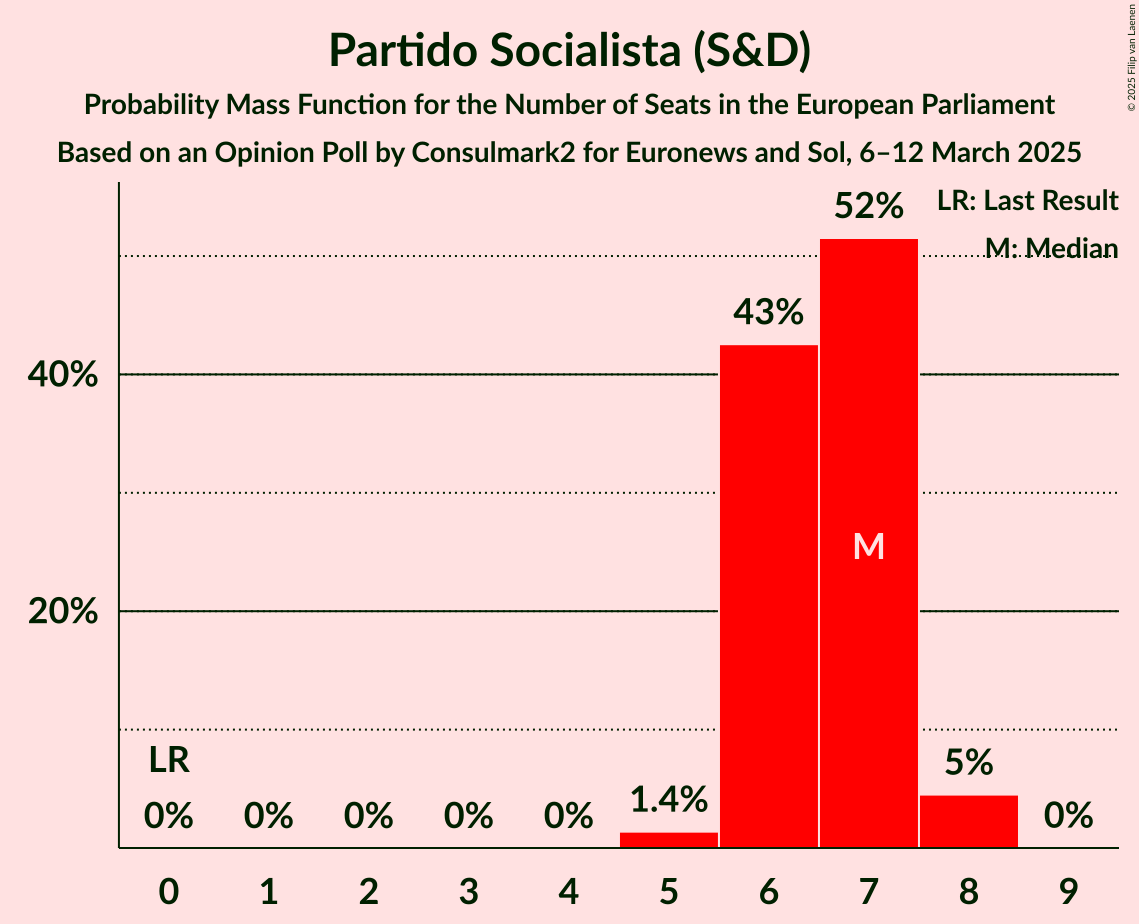 Partido Socialista (S&D)
Probability Mass Function for the Number of Seats in the European Parliament
Based on an Opinion Poll by Consulmark2 for Euronews and Sol, 6–12 March 2025
© 2025 Filip van Laenen
LR: Last Result
M: Median
52%
43%
40%
M
20%
LR
5%
1.4%
0% 0% 0% 0% 0% 0%
0 1 2 3 4 5 6 7 8 9